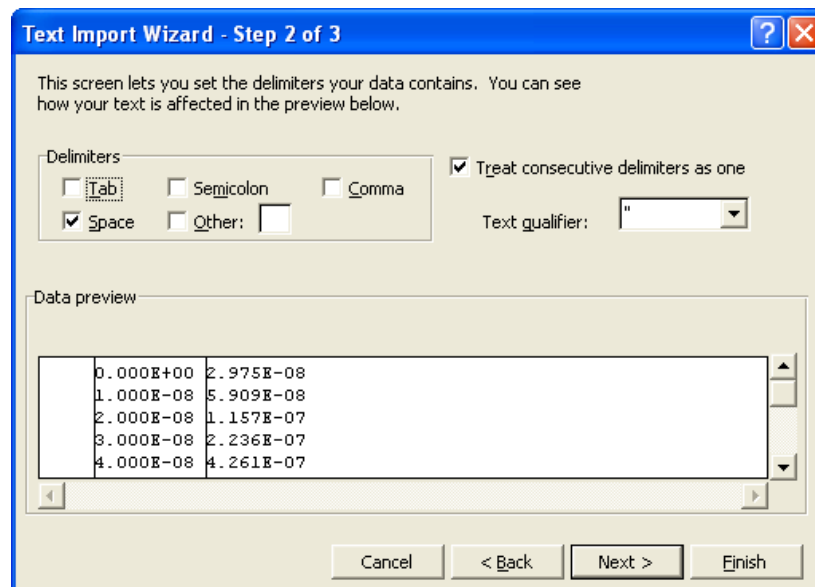 Text Import Wizard - Step 2 of 3
This screen lets you set the delimiters your data contains.  You can see
how your text is affected in the preview below.
Delimiters
Tab
Semicolon
Comma
Space
Other:
Treat consecutive delimiters as one
Text qualifier:
"
Data preview
0.000E+00 2.975E-08
1.000E-08 5.909E-08
2.000E-08 1.157E-07
3.000E-08 2.236E-07
4.000E-08 4.261E-07
Cancel
< Back
Next >
Finish